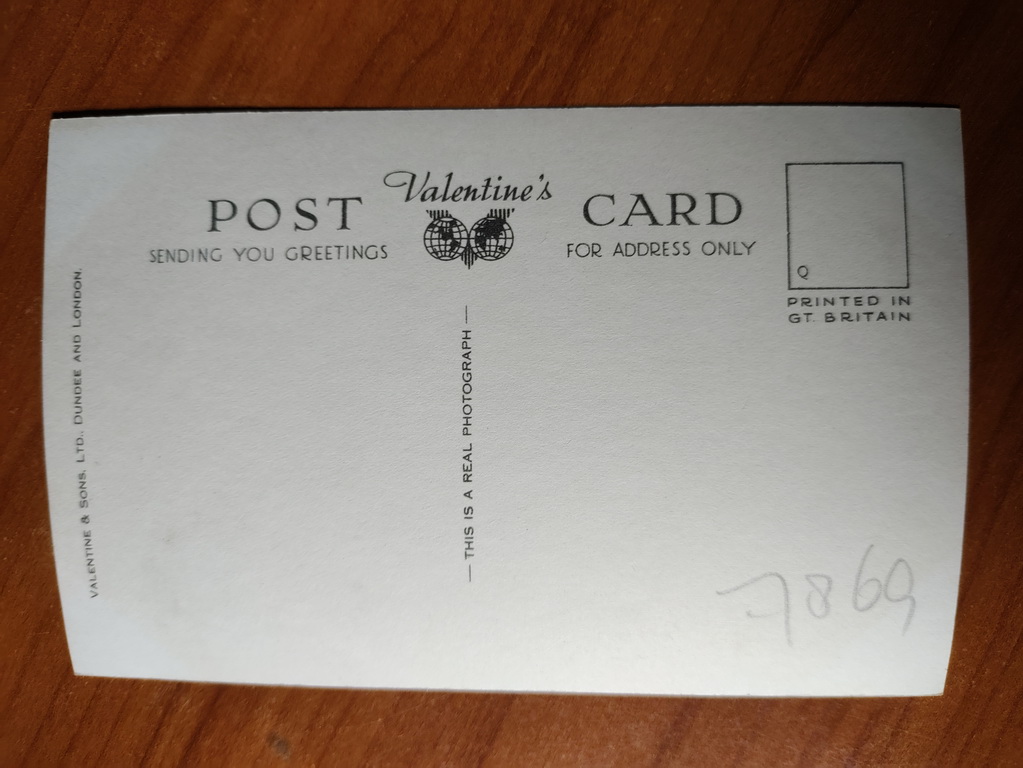 Valentine's
POST CARD
SENDING YOU GREETINGS
FOR ADDRESS ONLY
Q
PRINTED IN
GT. BRITAIN
VALENTINE & SONS, LTD., DUNDEE AND LONDON.
— THIS IS A REAL PHOTOGRAPH —
7869